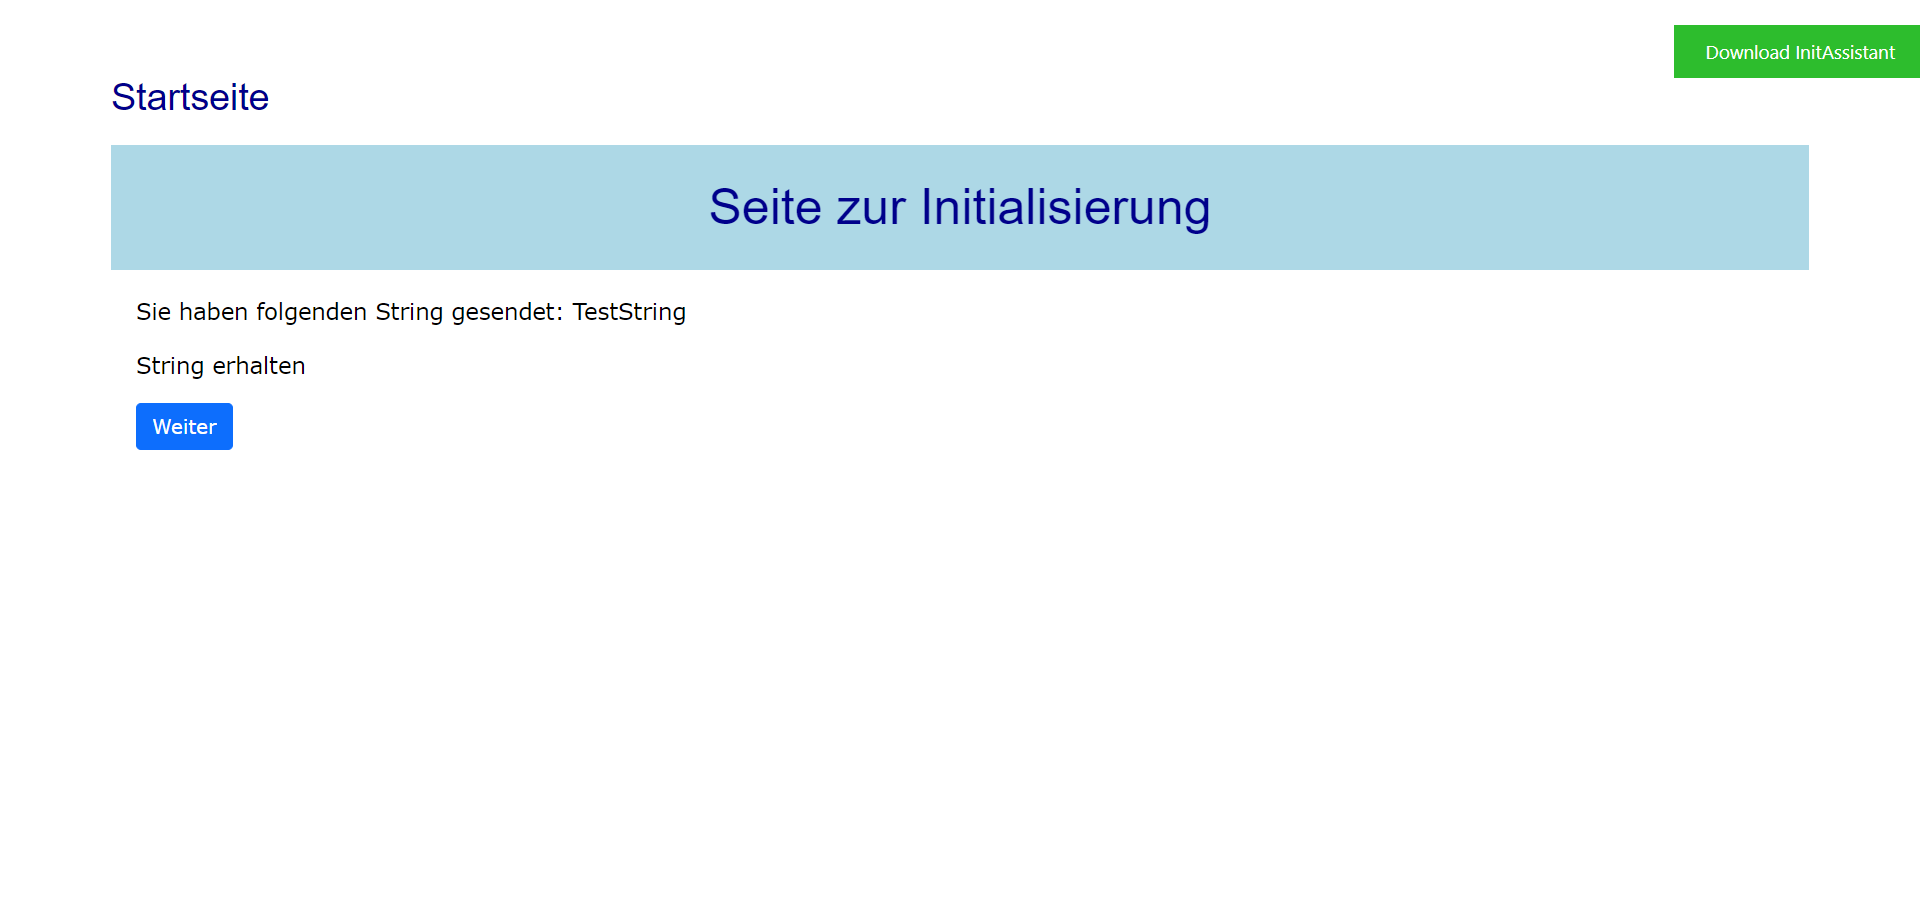 Download InitAssistant
Startseite
Seite zur Initialisierung
Sie haben folgenden String gesendet: TestString
String erhalten
Weiter